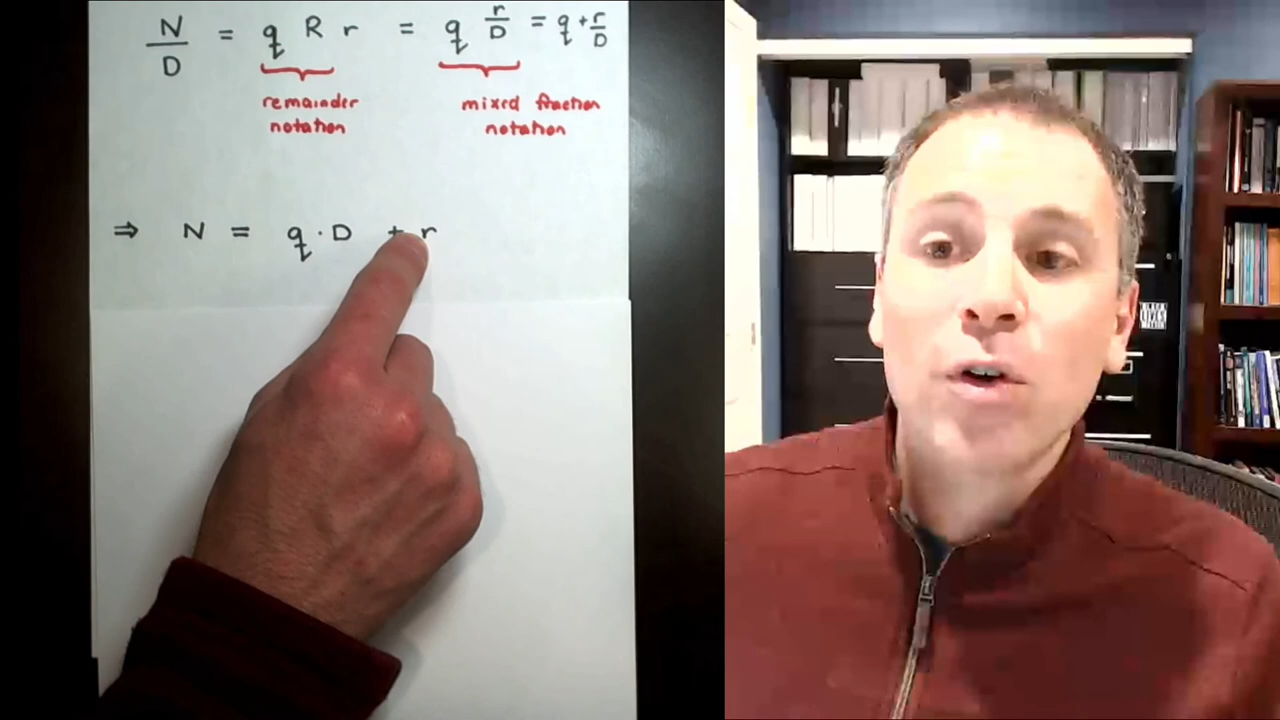 N/D = q R r = q r/D = q + r/D
remainder notation
mixed fraction notation
⇒ N = q · D + r